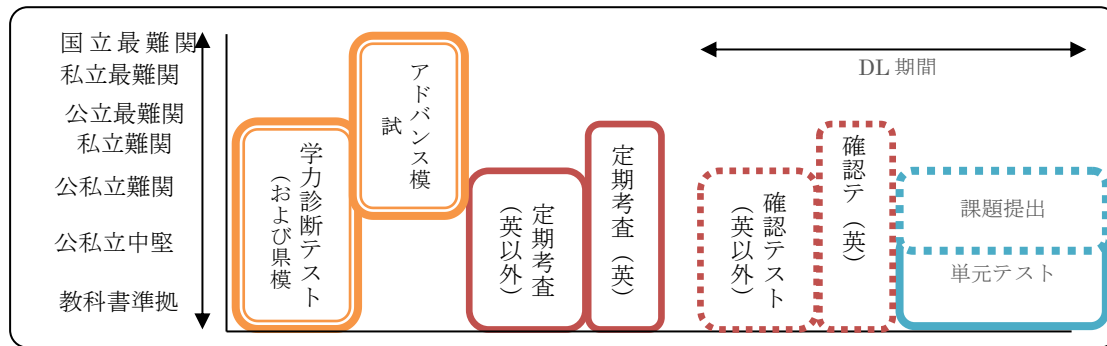 国立最難関
私立最難関
公立最難関
私立難関
公私立難関
公私立中堅
教科書準拠
学力診断テスト
(および県模
アドバンス模
試
定期考査
(英以外)
定期考査(英)
DL 期間
確認テスト
(英以外)
確認テ(英)
課題提出
単元テスト